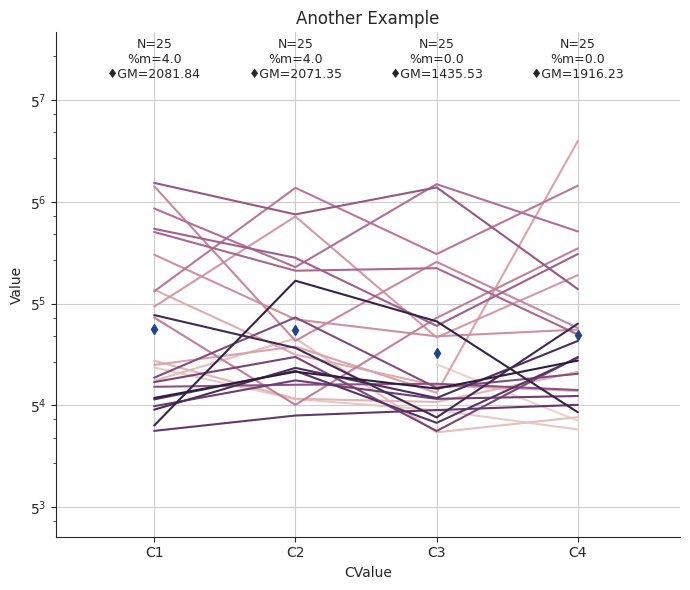 Another Example
N=25 N=25 N=25 N=25
%m=4.0 %m=4.0 %m=0.0 %m=0.0
♦GM=2081.84 ♦GM=2071.35 ♦GM=1435.53 ♦GM=1916.23
5⁷
5⁶
5⁵
5⁴
5³
Value
C1 C2 C3 C4
CValue